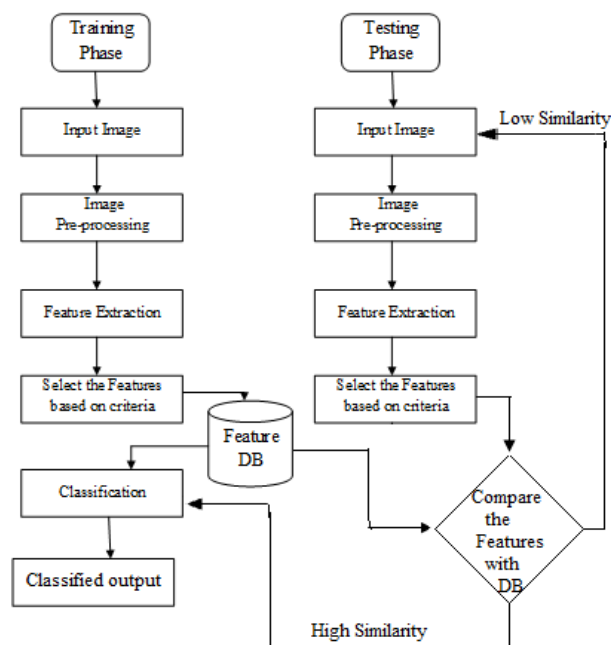 Training
Phase
Input Image
Image
Pre-processing
Feature Extraction
Select the Features
based on criteria
Feature
DB
Classification
Classified output
Testing
Phase
Input Image
Low Similarity
Image
Pre-processing
Feature Extraction
Select the Features
based on criteria
Compare
the
Features
with
DB
High Similarity